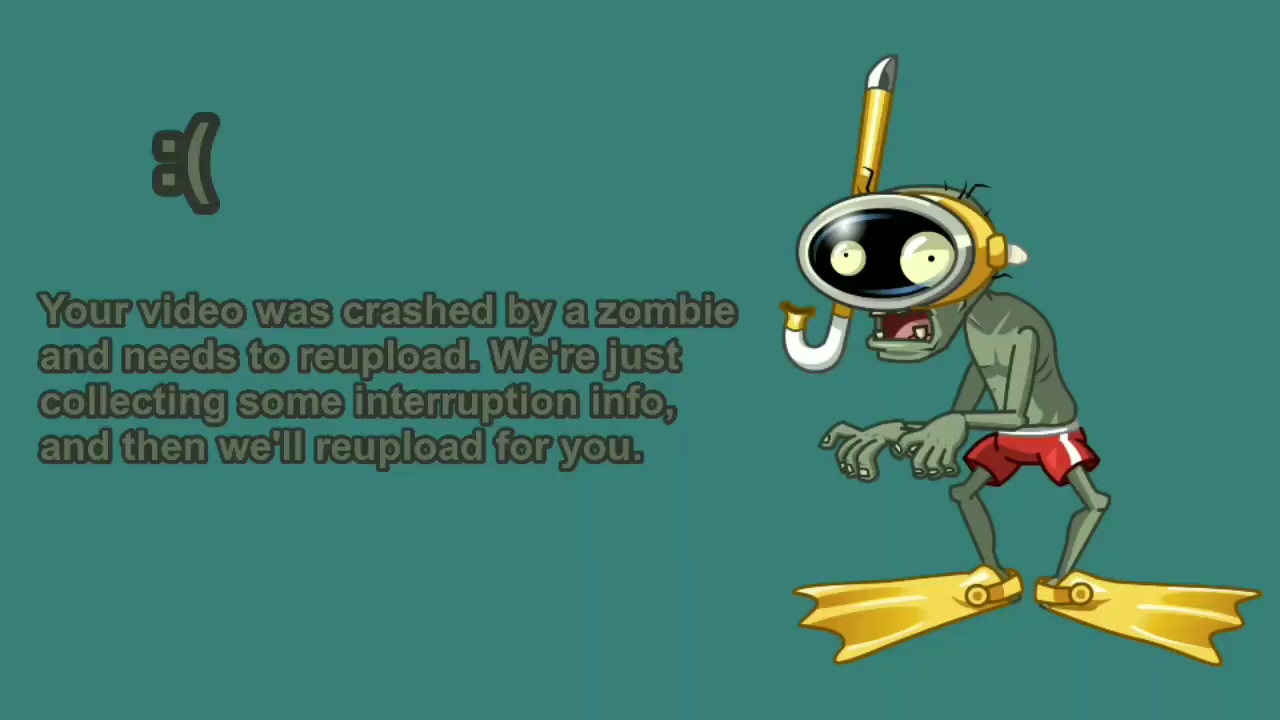 :(
Your video was crashed by a zombie
and needs to reupload. We're just
collecting some interruption info,
and then we'll reupload for you.